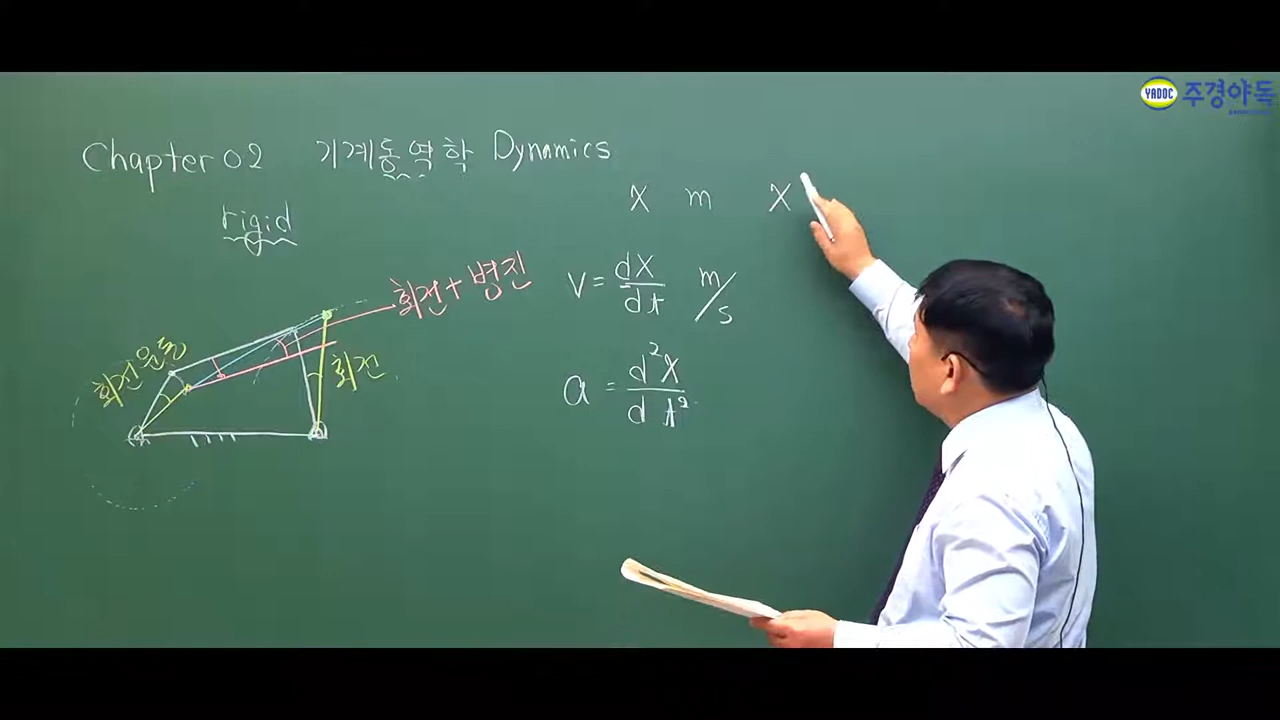 YADOC 주경야독
Chapter 02 기계동역학 Dynamics
rigid
x m x
v = dx/dt m/s
a = d²x/dt²
회전+병진
회전운동
회전